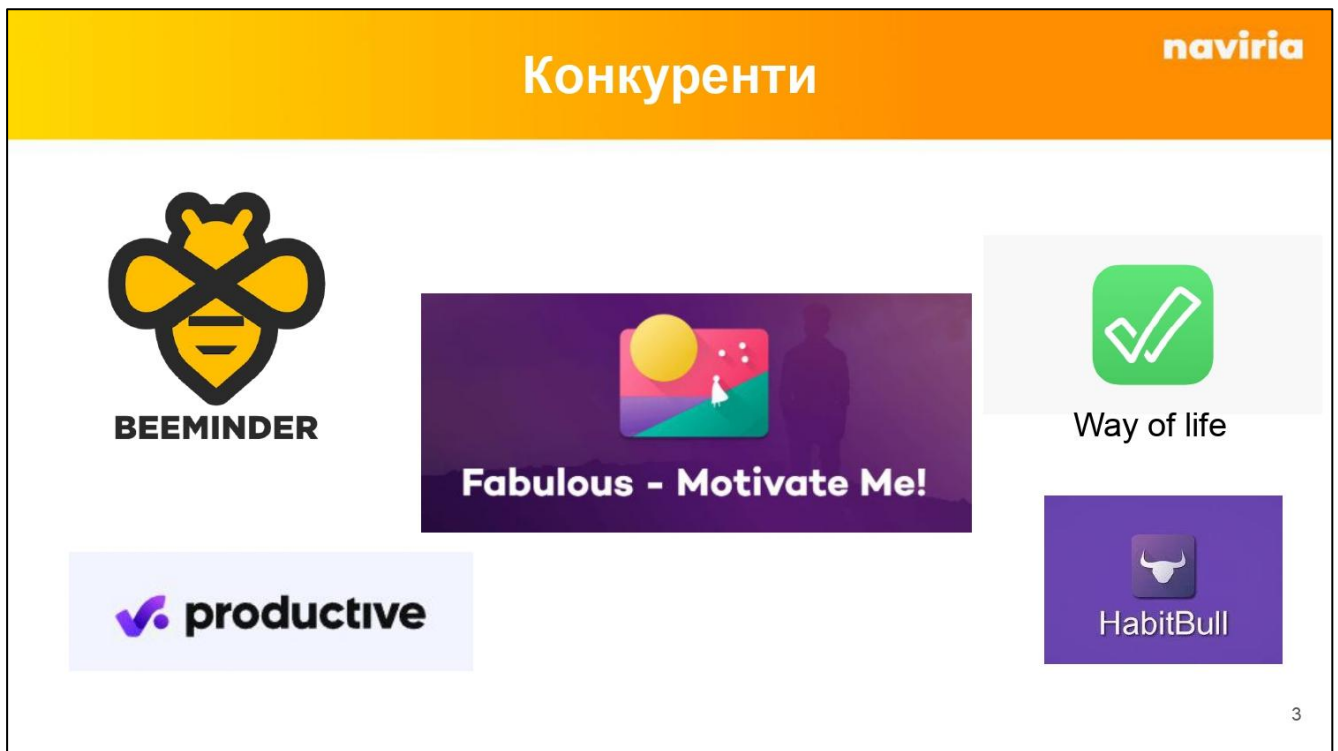 Конкуренти
naviria
BEEMINDER
Fabulous - Motivate Me!
Way of life
productive
HabitBull
3